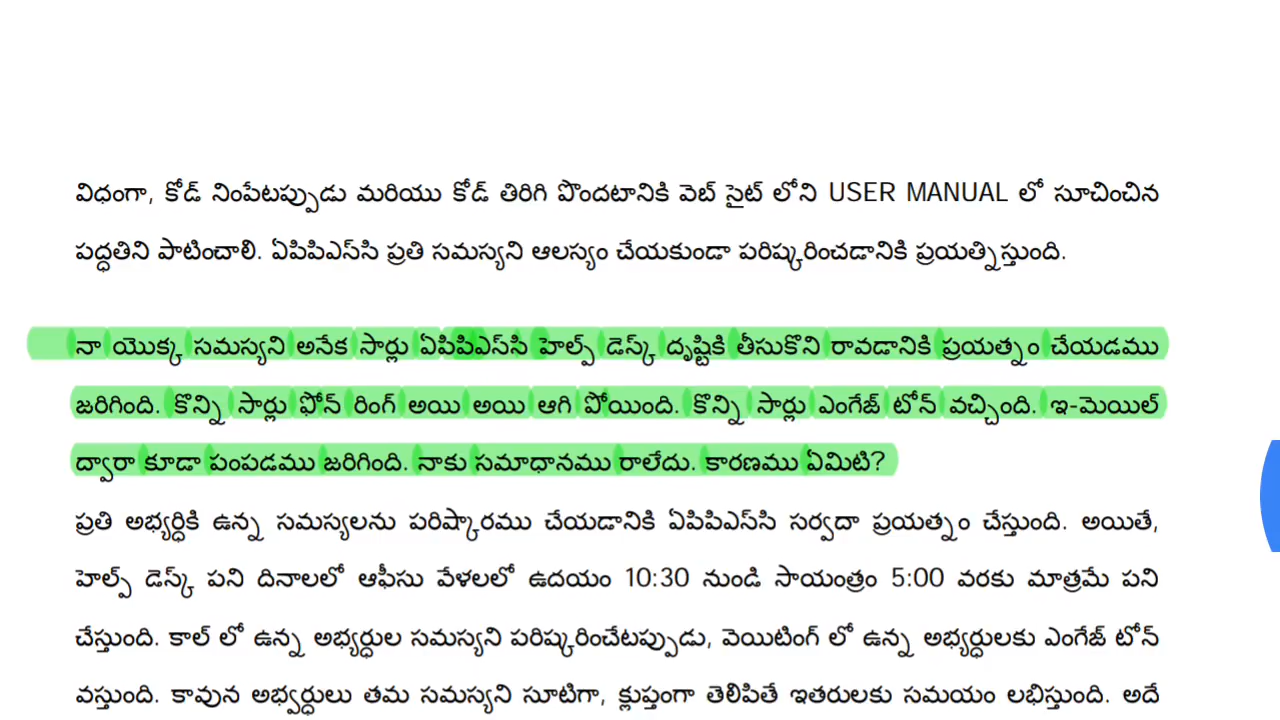 విధంగా, కోడ్ నింపేటప్పుడు మరియు కోడ్ తిరిగి పొందటానికి వెబ్ సైట్ లోని USER MANUAL లో సూచించిన
పద్ధతిని పాటించాలి. ఏపిపిఎస్‌సి ప్రతి సమస్యని ఆలస్యం చేయకుండా పరిష్కరించడానికి ప్రయత్నిస్తుంది.
నా యొక్క సమస్యని అనేక సార్లు ఏపిపిఎస్‌సి హెల్ప్ డెస్క్ దృష్టికి తీసుకొని రావడానికి ప్రయత్నం చేయడము
జరిగింది. కొన్ని సార్లు ఫోన్ రింగ్ అయి అయి ఆగి పోయింది. కొన్ని సార్లు ఎంగేజ్ టోన్ వచ్చింది. ఇ-మెయిల్
ద్వారా కూడా పంపడము జరిగింది. నాకు సమాధానము రాలేదు. కారణము ఏమిటి?
ప్రతి అభ్యర్ధికి ఉన్న సమస్యలను పరిష్కారము చేయడానికి ఏపిపిఎస్‌సి సర్వదా ప్రయత్నం చేస్తుంది. అయితే,
హెల్ప్ డెస్క్ పని దినాలలో ఆఫీసు వేళలలో ఉదయం 10:30 నుండి సాయంత్రం 5:00 వరకు మాత్రమే పని
చేస్తుంది. కాల్ లో ఉన్న అభ్యర్ధుల సమస్యని పరిష్కరించేటప్పుడు, వెయిటింగ్ లో ఉన్న అభ్యర్ధులకు ఎంగేజ్ టోన్
వస్తుంది. కావున అభ్వర్ధులు తమ సమస్యని సూటిగా, క్లుప్తంగా తెలిపితే ఇతరులకు సమయం లభిస్తుంది. అదే